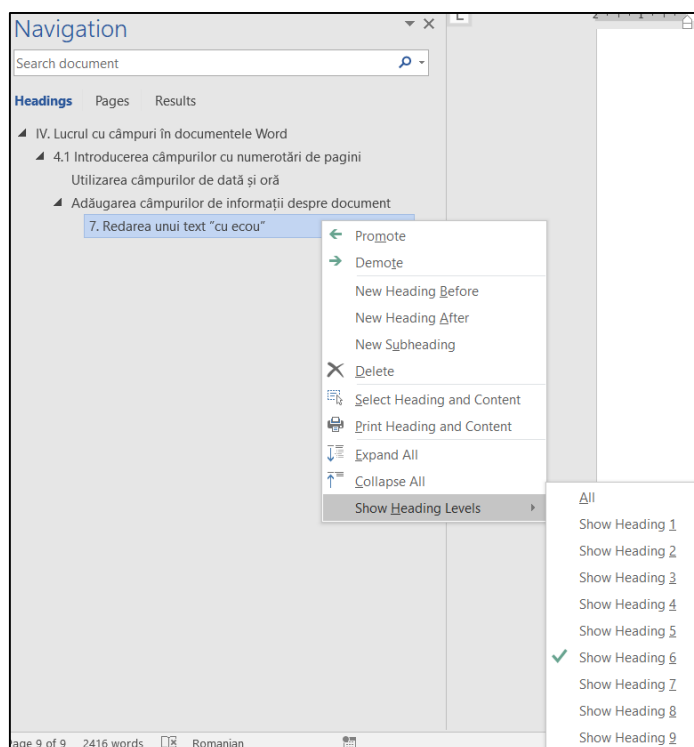 Navigation
Search document
Headings Pages Results
IV. Lucrul cu câmpuri în documentele Word
4.1 Introducerea câmpurilor cu numerotări de pagini
Utilizarea câmpurilor de dată și oră
Adăugarea câmpurilor de informații despre document
7. Redarea unui text “cu ecou”
Promote
Demote
New Heading Before
New Heading After
New Subheading
Delete
Select Heading and Content
Print Heading and Content
Expand All
Collapse All
Show Heading Levels
All
Show Heading 1
Show Heading 2
Show Heading 3
Show Heading 4
Show Heading 5
Show Heading 6
Show Heading 7
Show Heading 8
Show Heading 9
age 9 of 9 2416 words Romanian